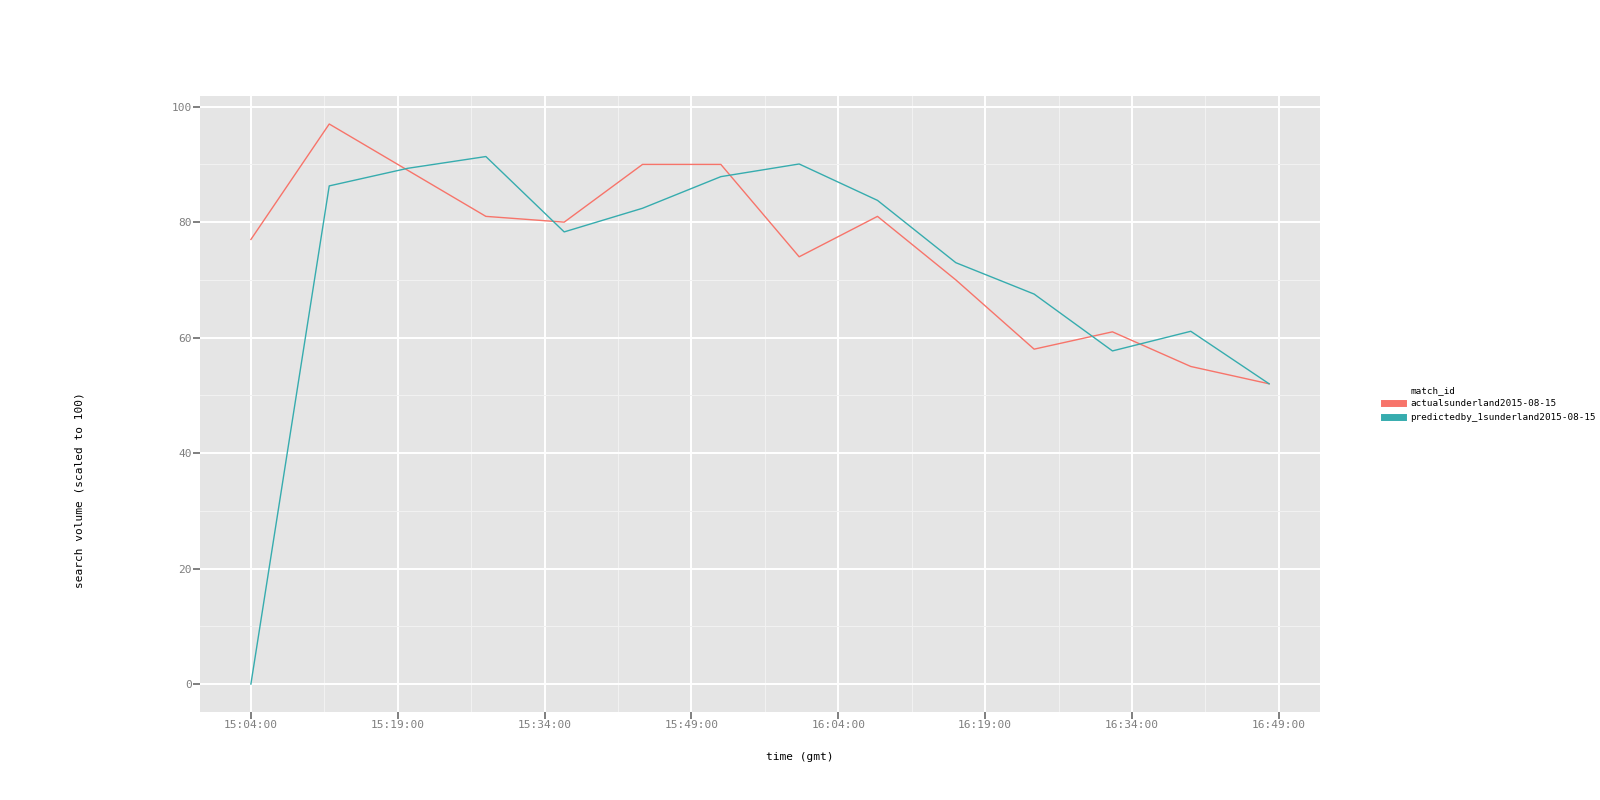 100
80
60
40
20
0
search volume (scaled to 100)
15:04:00 15:19:00 15:34:00 15:49:00 16:04:00 16:19:00 16:34:00 16:49:00
time (gmt)
match_id
actualsunderland2015-08-15
predictedby_1sunderland2015-08-15